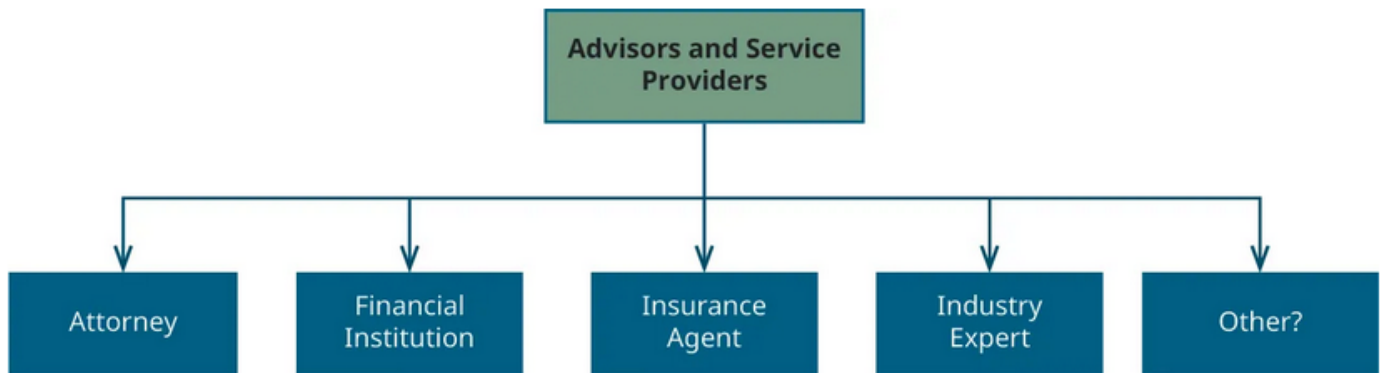 Advisors and Service
Providers
Attorney
Financial
Institution
Insurance
Agent
Industry
Expert
Other?